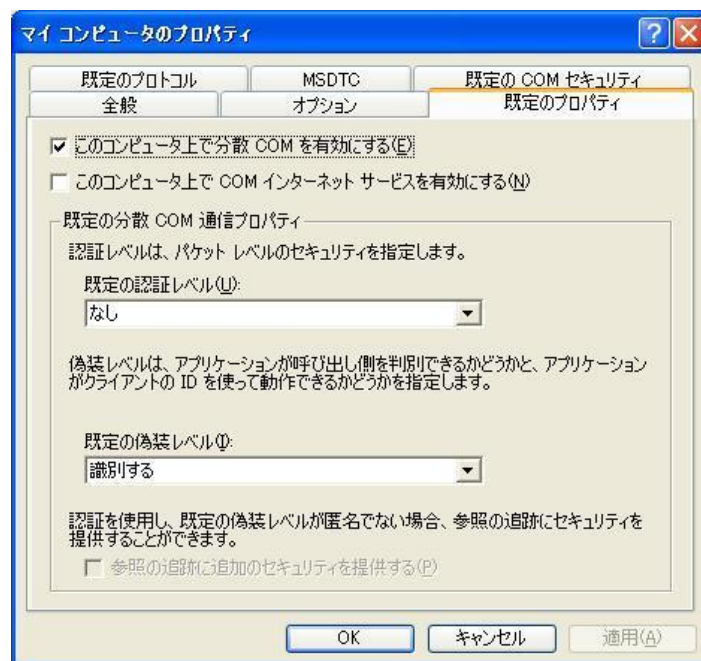 マイ コンピュータのプロパティ
既定のプロトコル
MSDTC
既定の COM セキュリティ
全般
オプション
既定のプロパティ
このコンピュータ上で分散 COM を有効にする(E)
このコンピュータ上で COM インターネット サービスを有効にする(N)
既定の分散 COM 通信プロパティ
認証レベルは、パケット レベルのセキュリティを指定します。
既定の認証レベル(U):
なし
偽装レベルは、アプリケーションが呼び出し側を判別できるかどうかと、アプリケーション
がクライアントの ID を使って動作できるかどうかを指定します。
既定の偽装レベル(I):
識別する
認証を使用し、既定の偽装レベルが匿名でない場合、参照の追跡にセキュリティを
提供することができます。
参照の追跡に追加のセキュリティを提供する(P)
OK
キャンセル
適用(A)